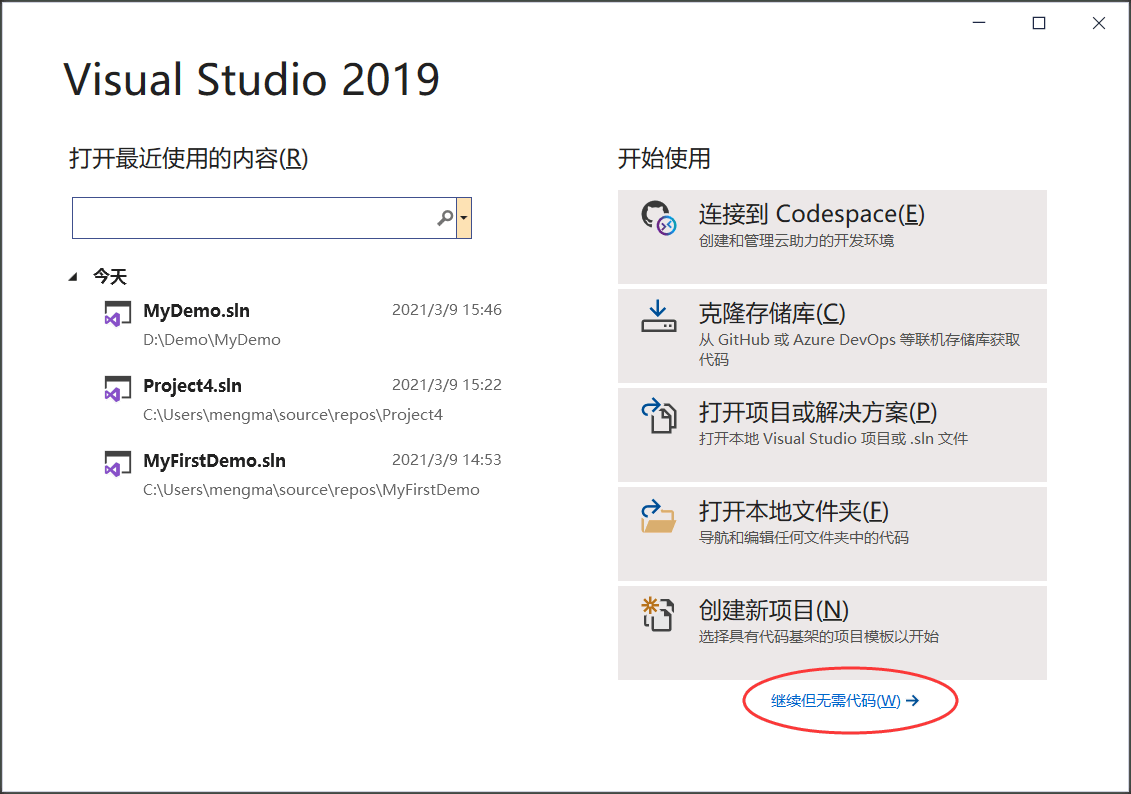 Visual Studio 2019
打开最近使用的内容(R)
今天
MyDemo.sln 2021/3/9 15:46
D:\Demo\MyDemo
Project4.sln 2021/3/9 15:22
C:\Users\mengma\source\repos\Project4
MyFirstDemo.sln 2021/3/9 14:53
C:\Users\mengma\source\repos\MyFirstDemo
开始使用
连接到 Codespace(E)
创建和管理云助力的开发环境
克隆存储库(C)
从 GitHub 或 Azure DevOps 等联机存储库获取
代码
打开项目或解决方案(P)
打开本地 Visual Studio 项目或 .sln 文件
打开本地文件夹(F)
导航和编辑任何文件夹中的代码
创建新项目(N)
选择具有代码基架的项目模板以开始
继续但无需代码(W)